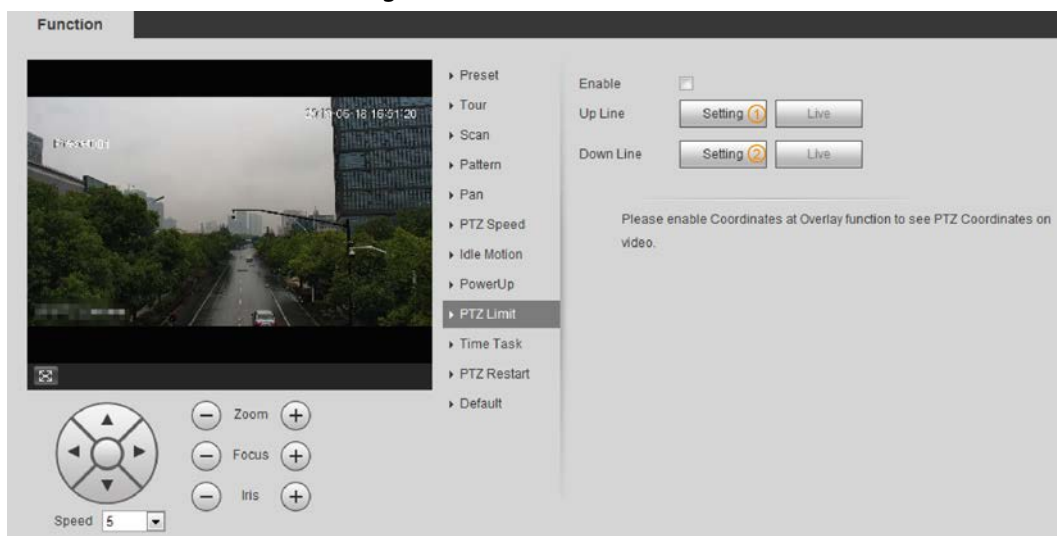 Function
Preset
Tour
Scan
Pattern
Pan
PTZ Speed
Idle Motion
PowerUp
PTZ Limit
Time Task
PTZ Restart
Default
Enable
Up Line Setting 1 Live
Down Line Setting 2 Live
Please enable Coordinates at Overlay function to see PTZ Coordinates on
video.
Zoom
Focus
Iris
Speed 5